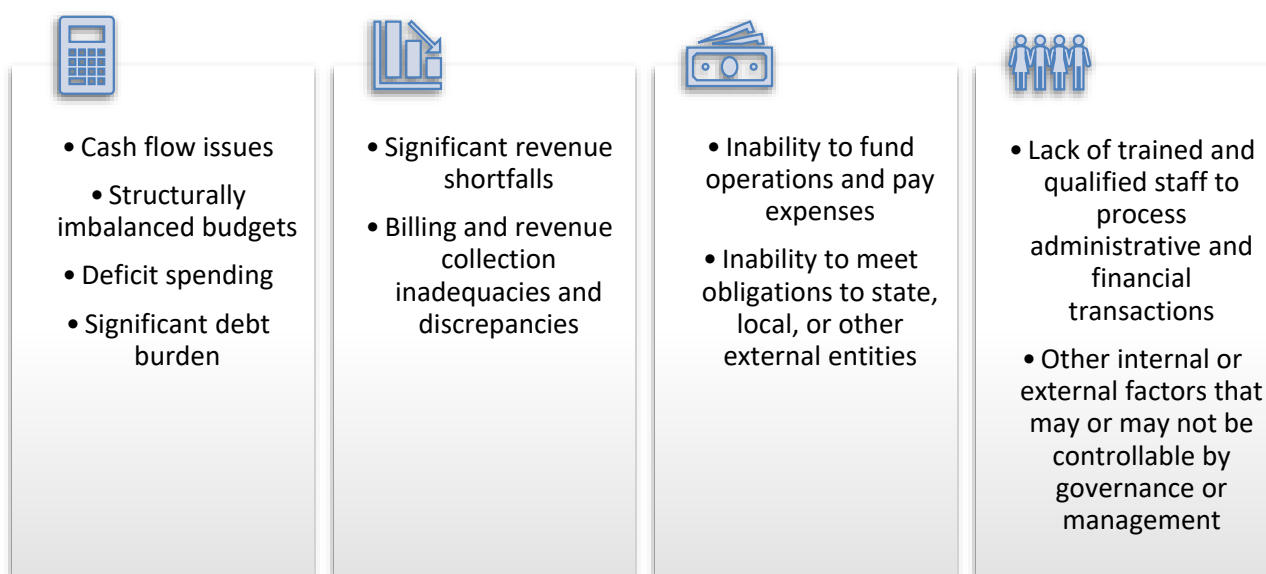 • Cash flow issues
• Structurally
imbalanced budgets
• Deficit spending
• Significant debt
burden
• Significant revenue
shortfalls
• Billing and revenue
collection
inadequacies and
discrepancies
• Inability to fund
operations and pay
expenses
• Inability to meet
obligations to state,
local, or other
external entities
• Lack of trained and
qualified staff to
process
administrative and
financial
transactions
• Other internal or
external factors that
may or may not be
controllable by
governance or
management